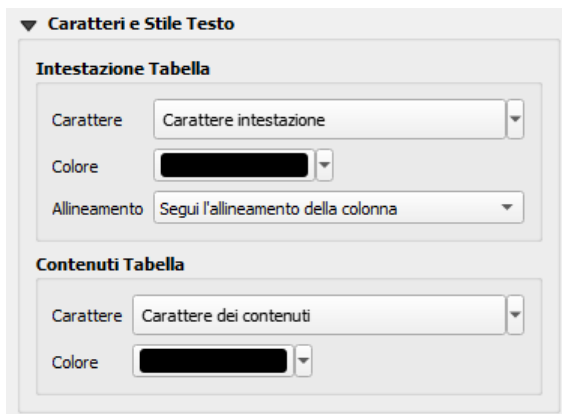 Caratteri e Stile Testo
Intestazione Tabella
Carattere Carattere intestazione
Colore
Allineamento Segui l'allineamento della colonna
Contenuti Tabella
Carattere Carattere dei contenuti
Colore